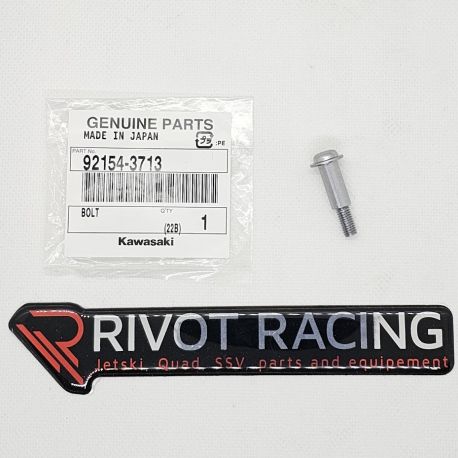 GENUINE PARTS
MADE IN JAPAN
:PE
PART No.
92154-3713
BOLT
Q'TY
(22B)
1
Kawasaki
R RIVOT RACING
Jetski, Quad, SSV, parts and equipement